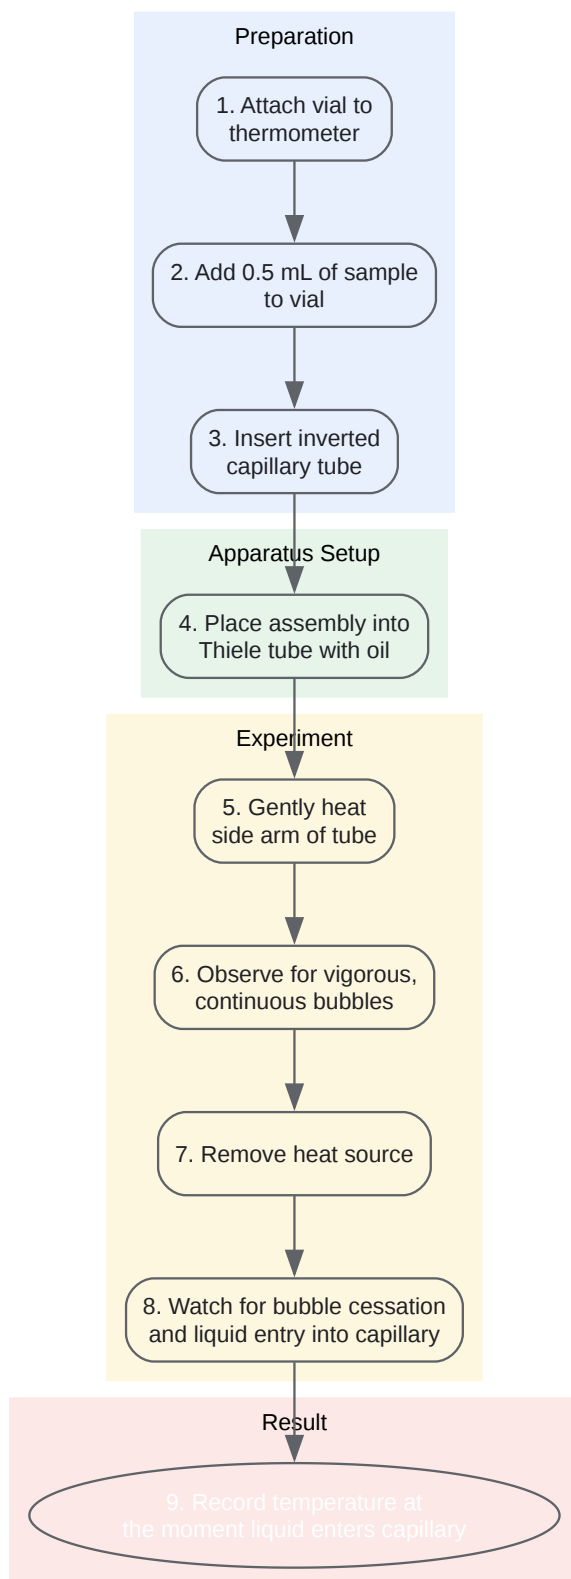 Preparation
1. Attach vial to
thermometer
2. Add 0.5 mL of sample
to vial
3. Insert inverted
capillary tube
Apparatus Setup
4. Place assembly into
Thiele tube with oil
Experiment
5. Gently heat
side arm of tube
6. Observe for vigorous,
continuous bubbles
7. Remove heat source
8. Watch for bubble cessation
and liquid entry into capillary
Result
9. Record temperature at
the moment liquid enters capillary